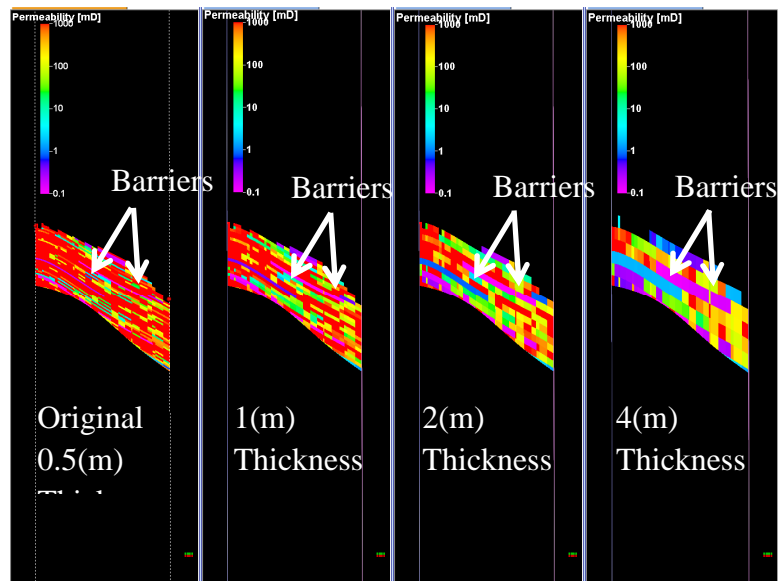 Permeability [mD]
1000
100
10
1
0.1
Barriers
Original
0.5(m)
Permeability [mD]
1000
100
10
1
0.1
Barriers
1(m)
Thickness
Permeability [mD]
1000
100
10
1
0.1
Barriers
2(m)
Thickness
Permeability [mD]
1000
100
10
1
0.1
Barriers
4(m)
Thickness